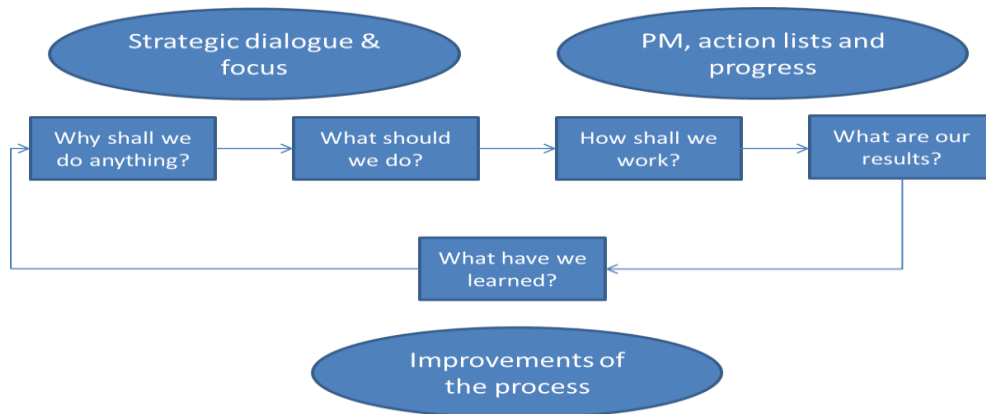 Strategic dialogue &
focus
PM, action lists and
progress
Why shall we
do anything?
What should
we do?
How shall we
work?
What are our
results?
What have we
learned?
Improvements of
the process